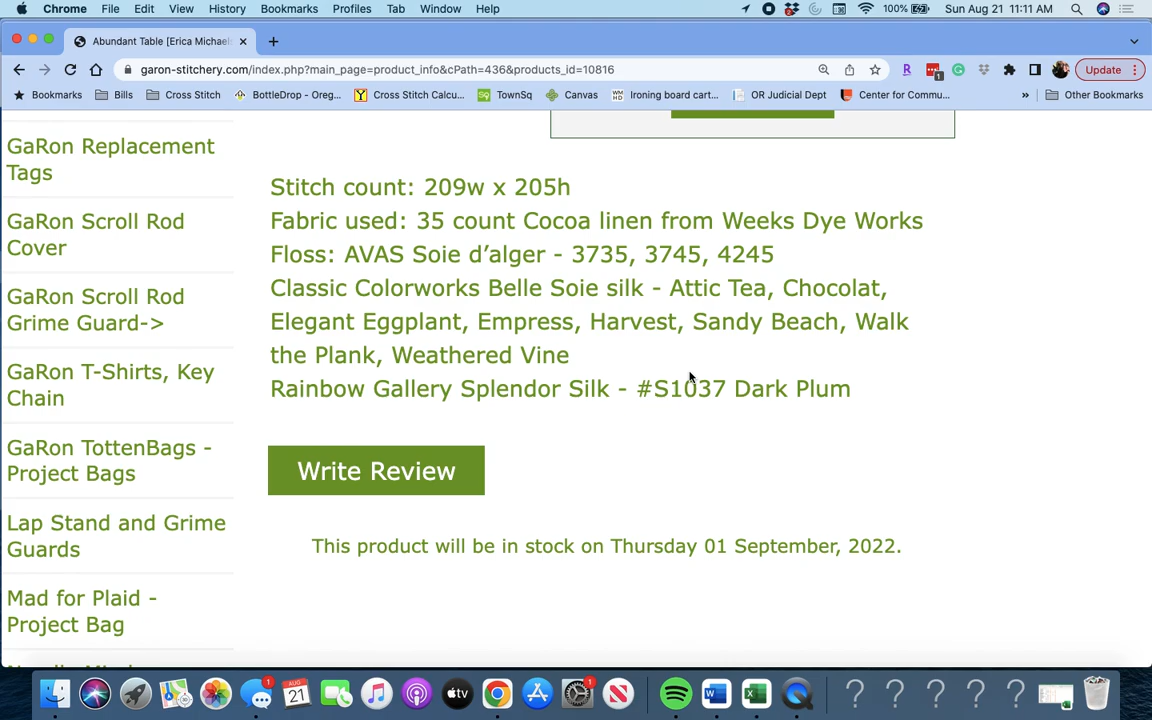 Chrome File Edit View History Bookmarks Profiles Tab Window Help 100% Sun Aug 21 11:11 AM
Abundant Table [Erica Michael
garon-stitchery.com/index.php?main_page=product_info&cPath=436&products_id=10816 Update
Bookmarks Bills Cross Stitch BottleDrop - Oreg... Cross Stitch Calcu... TownSq Canvas Ironing board cart... OR Judicial Dept Center for Commu... » Other Bookmarks
GaRon Replacement
Tags
GaRon Scroll Rod
Cover
GaRon Scroll Rod
Grime Guard->
GaRon T-Shirts, Key
Chain
GaRon TottenBags -
Project Bags
Lap Stand and Grime
Guards
Mad for Plaid -
Project Bag
Stitch count: 209w x 205h
Fabric used: 35 count Cocoa linen from Weeks Dye Works
Floss: AVAS Soie d’alger - 3735, 3745, 4245
Classic Colorworks Belle Soie silk - Attic Tea, Chocolat,
Elegant Eggplant, Empress, Harvest, Sandy Beach, Walk
the Plank, Weathered Vine
Rainbow Gallery Splendor Silk - #S1037 Dark Plum
Write Review
This product will be in stock on Thursday 01 September, 2022.